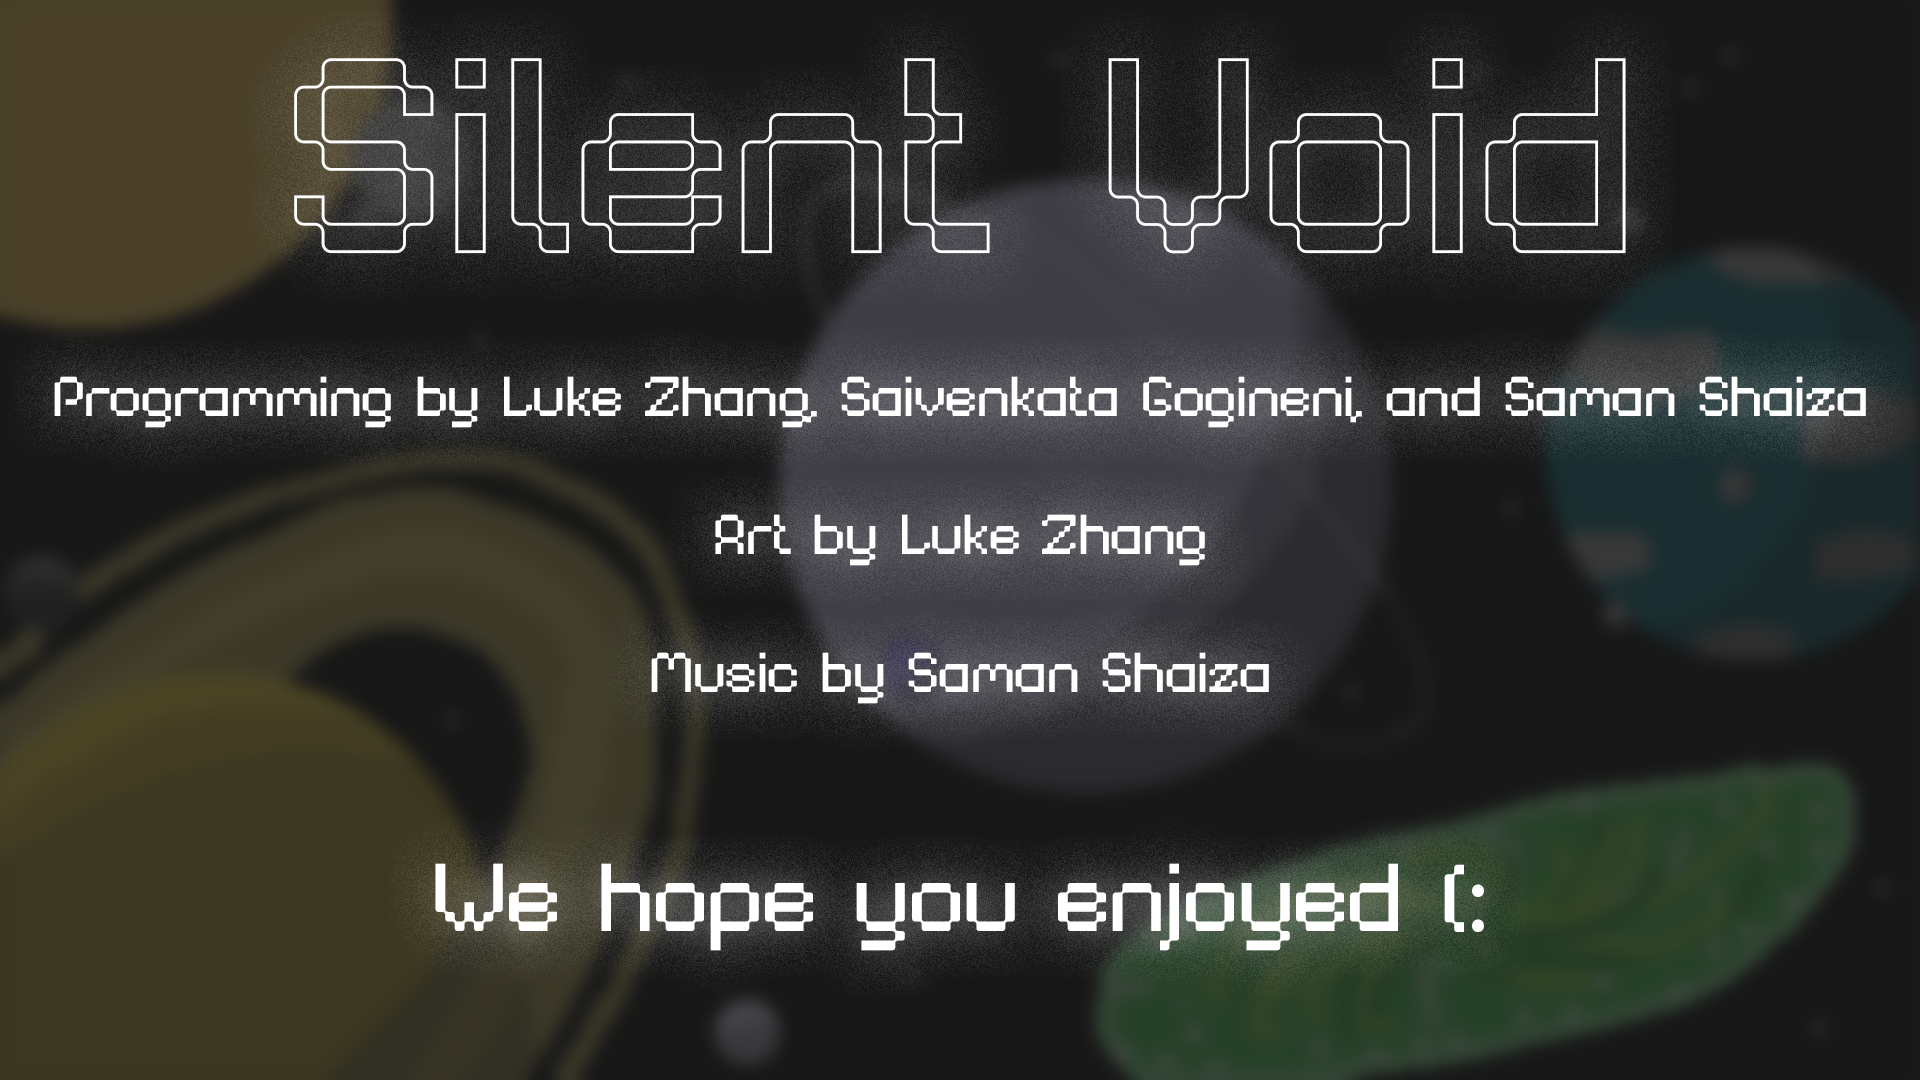 Silent Void
Programming by Luke Zhang, Saivenkata Gogineni, and Saman Shaiza
Art by Luke Zhang
Music by Saman Shaiza
We hope you enjoyed (: